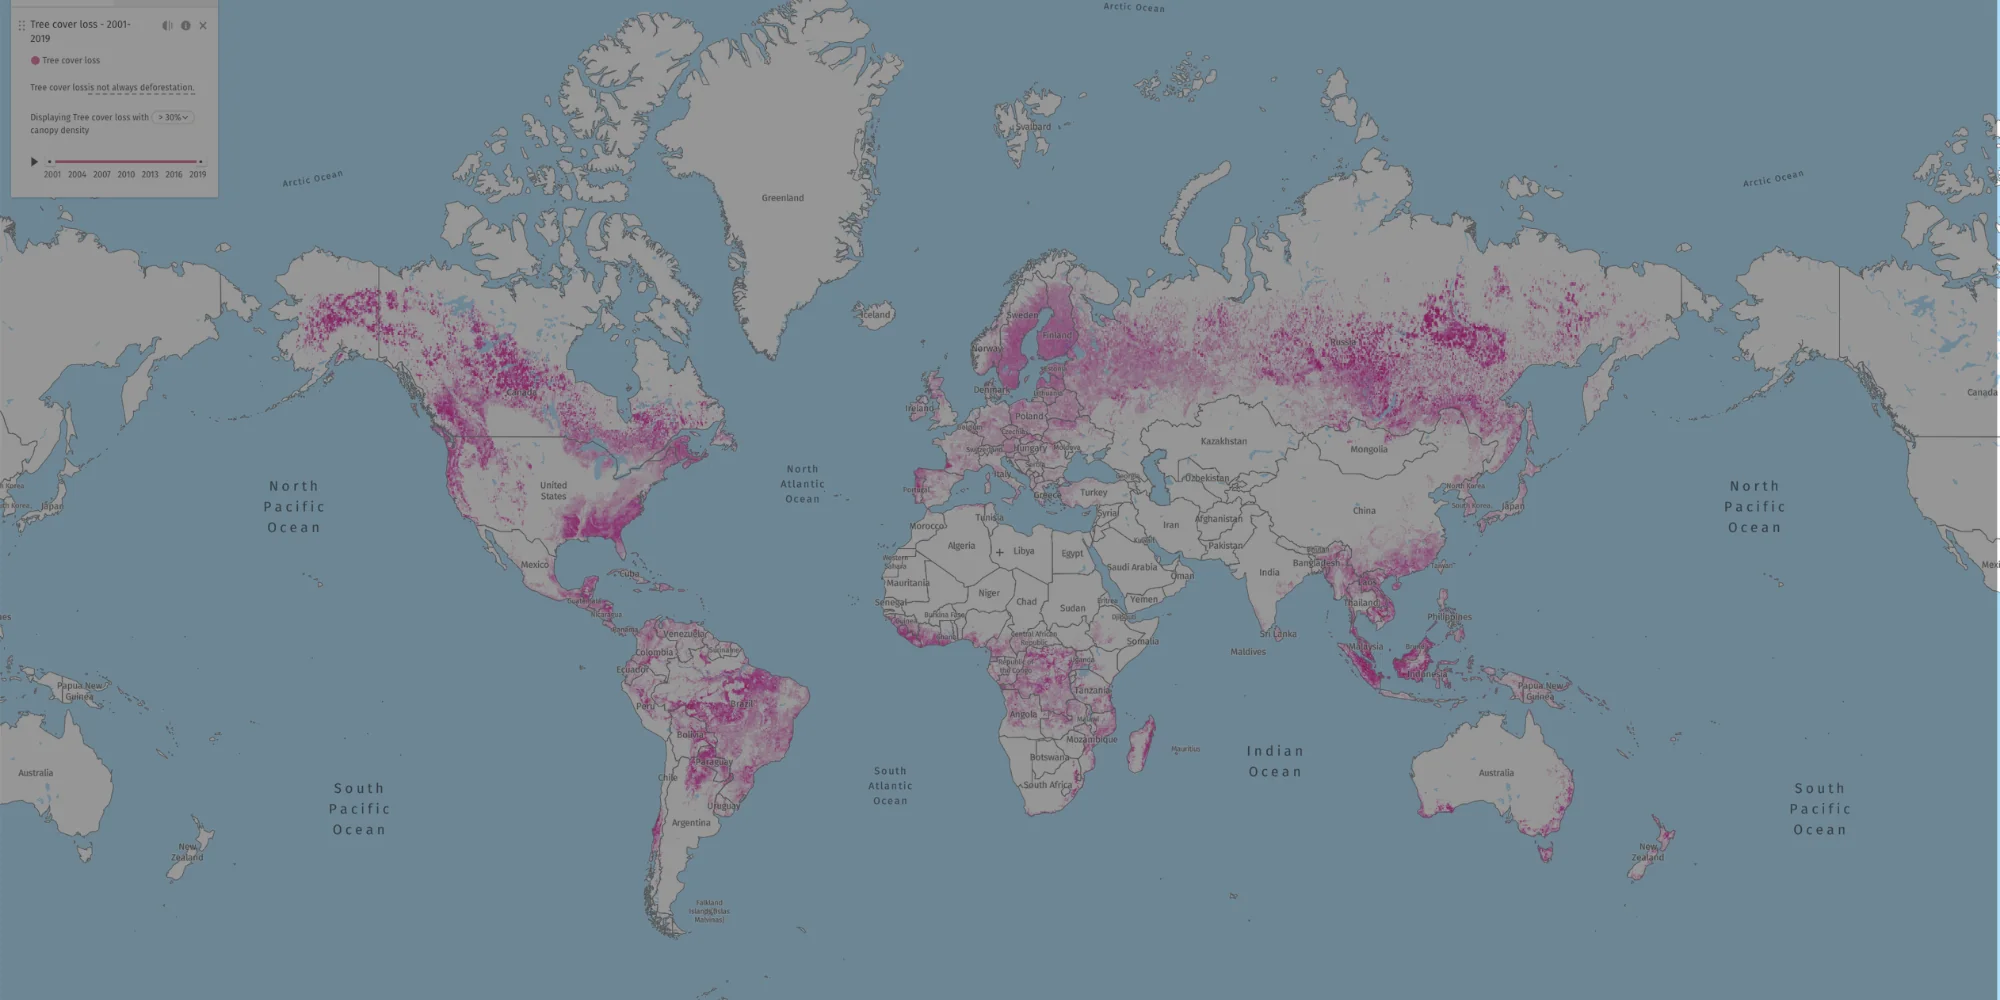 Tree cover loss - 2001-
2019
Tree cover loss
Tree cover loss is not always deforestation.
Displaying Tree cover loss with > 30%
canopy density
2001 2004 2007 2010 2013 2016 2019
Arctic Ocean
Arctic Ocean
Arctic Ocean
Svalbard
Greenland
Iceland
Sweden
Finland
Norway
Russia
Canada
Canada
Denmark
Ireland
Poland
Kazakhstan
Mongolia
Hungary
United
States
North
Pacific
Ocean
North
Atlantic
Ocean
North
Pacific
Ocean
Italy
Portugal
Greece
Turkey
Uzbekistan
North Korea
South Korea
Japan
Japan
China
Syria
Iran
Afghanistan
Morocco
Tunisia
Algeria
Libya
Egypt
Kuwait
Pakistan
Bhutan
Bangladesh
Taiwan
Western
Sahara
Saudi Arabia
Oman
India
Laos
Mexico
Cuba
Guatemala
Nicaragua
Panama
Mauritania
Niger
Chad
Sudan
Eritrea
Yemen
Djibouti
Senegal
Guinea
Burkina Faso
Ghana
Thailand
Philippines
Venezuela
Colombia
Suriname
Ecuador
Central African
Republic
Somalia
Sri Lanka
Maldives
Malaysia
Brunei
Indonesia
Republic of
the Congo
Uganda
Tanzania
Papua New
Guinea
Papua New
Guinea
Peru
Brazil
Bolivia
Angola
Malawi
Mozambique
Mauritius
Paraguay
Chile
Botswana
South Africa
Uruguay
Argentina
Indian
Ocean
Australia
Australia
South
Pacific
Ocean
South
Atlantic
Ocean
South
Pacific
Ocean
New
Zealand
New
Zealand
Falkland
Islands/Islas
Malvinas